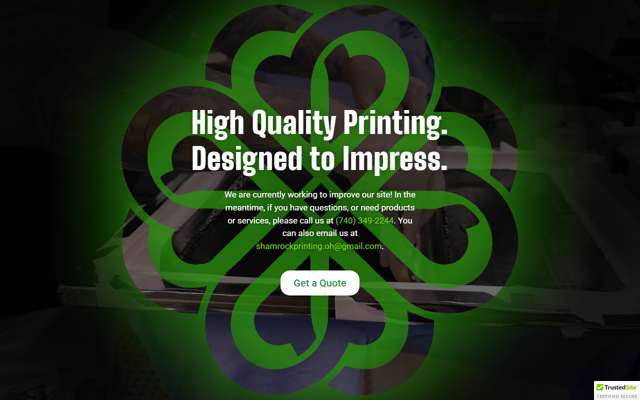 High Quality Printing.
Designed to Impress.
We are currently working to improve our site! In the
meantime, if you have questions, or need products
or services, please call us at (740) 349-2244. You
can also email us at
shamrockprinting.oh@gmail.com.
Get a Quote
TrustedSite
CERTIFIED SECURE